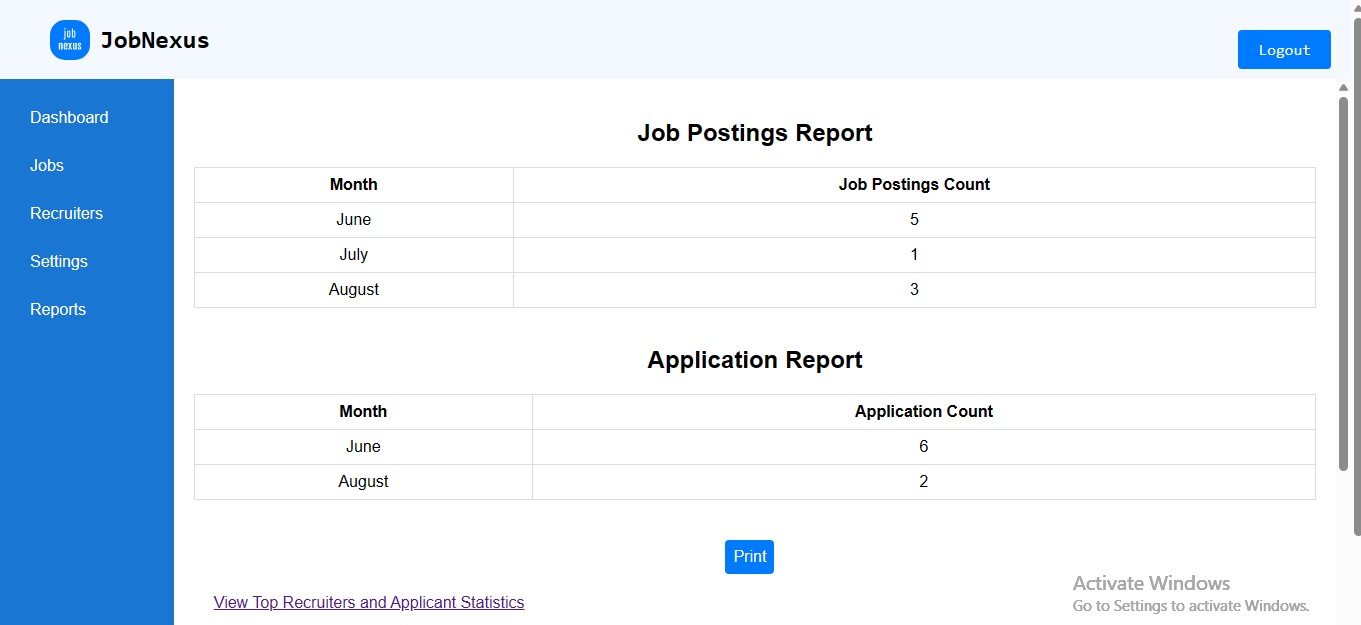 job
nexus
JobNexus
Logout
Dashboard
Jobs
Recruiters
Settings
Reports
Job Postings Report
Month Job Postings Count
June 5
July 1
August 3
Application Report
Month Application Count
June 6
August 2
Print
View Top Recruiters and Applicant Statistics
Activate Windows
Go to Settings to activate Windows.